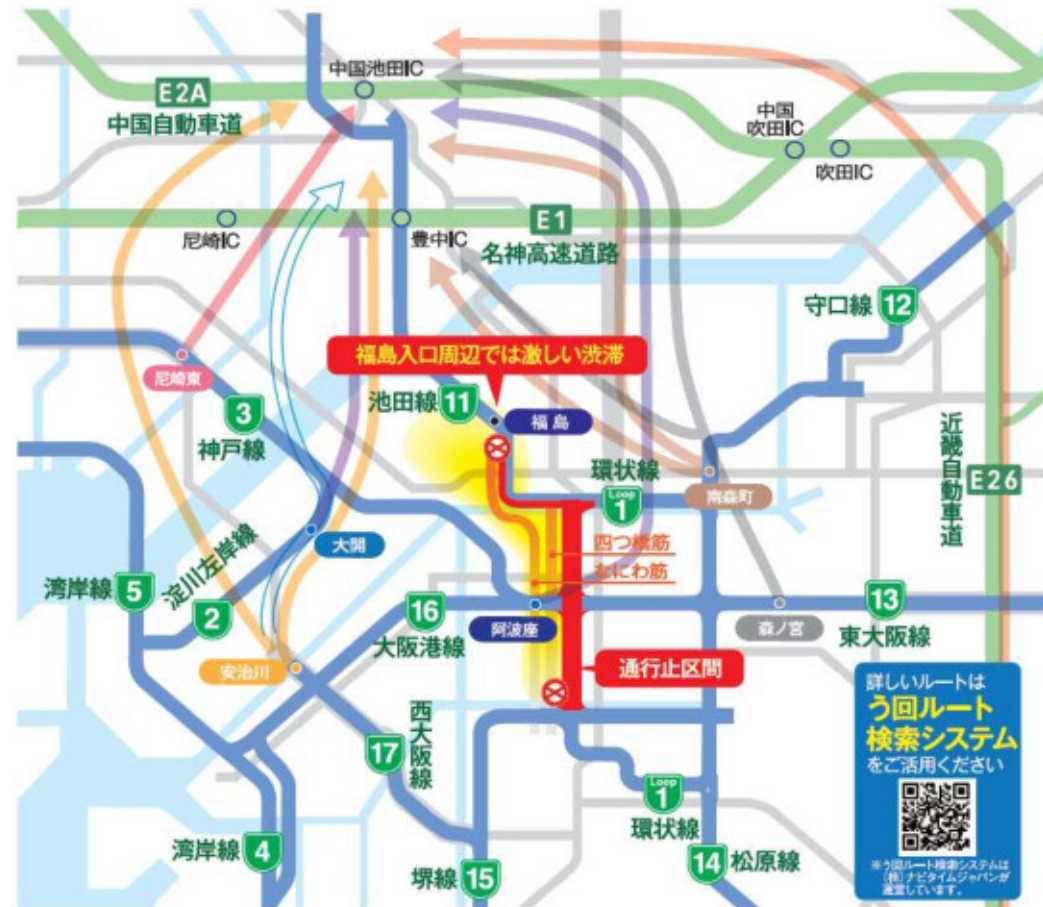 E2A
中国自動車道
中国池田IC
中国
吹田IC
吹田IC
尼崎IC
豊中IC
E1
名神高速道路
守口線
12
福島入口周辺では激しい渋滞
尼崎東
3
神戸線
池田線
11
福島
環状線
Loop
1
南森町
近畿自動車道
E26
四つ橋筋
なにわ筋
大開
湾岸線
5
淀川左岸線
2
16
大阪港線
阿波座
森ノ宮
13
東大阪線
安治川
通行止区間
西大阪線
17
Loop
1
環状線
湾岸線
4
堺線
15
14
松原線
詳しいルートは
う回ルート
検索システム
をご活用ください
※う回ルート検索システムは
(株)ナビタイムジャパンが
運営しています。